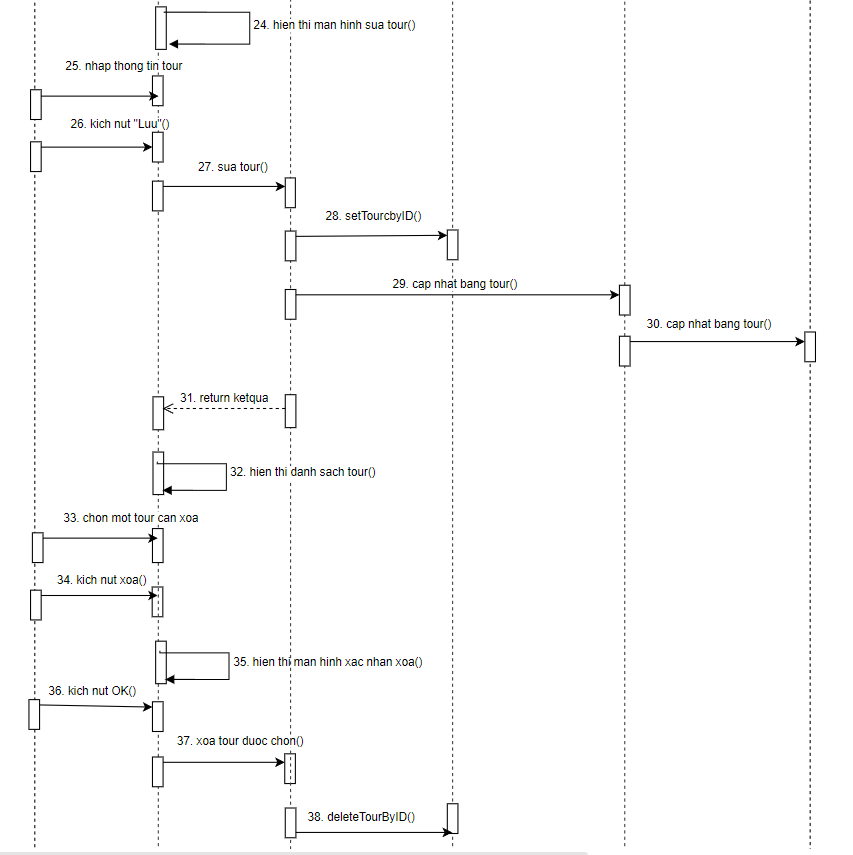 24. hien thi man hinh sua tour()
25. nhap thong tin tour
26. kich nut "Luu"()
27. sua tour()
28. setTourcbyID()
29. cap nhat bang tour()
30. cap nhat bang tour()
31. return ketqua
32. hien thi danh sach tour()
33. chon mot tour can xoa
34. kich nut xoa()
35. hien thi man hinh xac nhan xoa()
36. kich nut OK()
37. xoa tour duoc chon()
38. deleteTourByID()